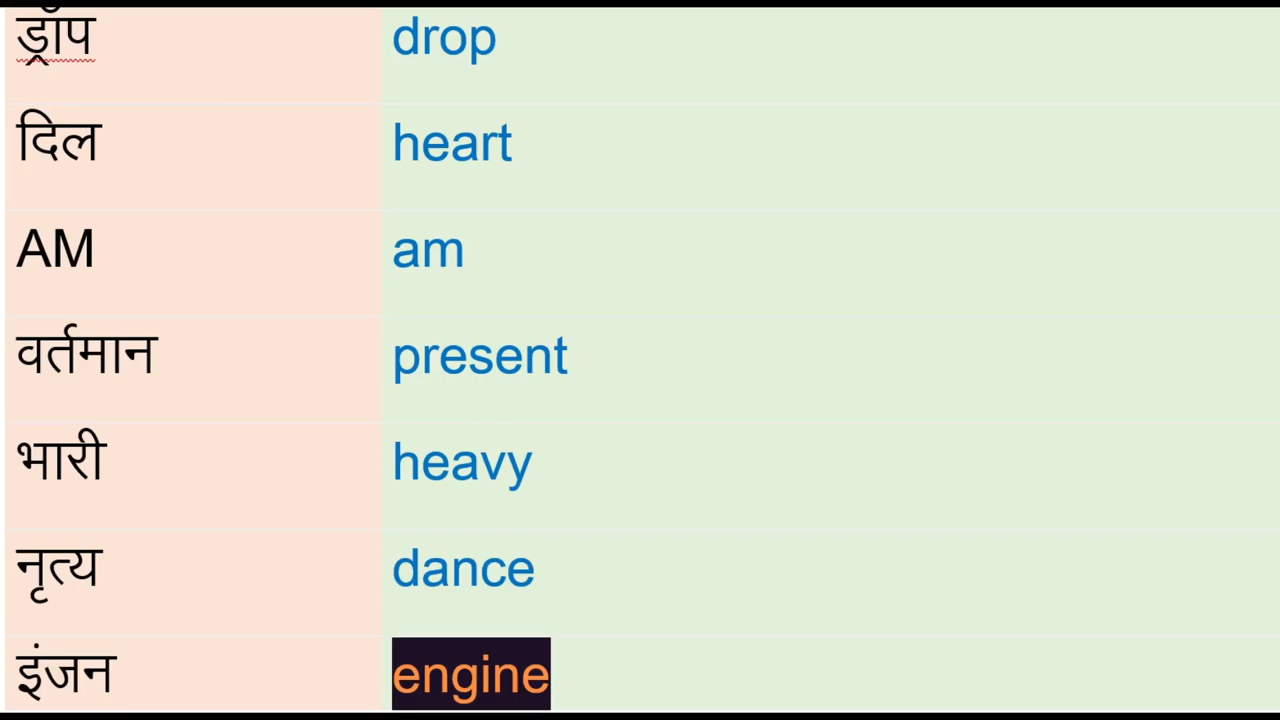 ड्रॉप drop
दिल heart
AM am
वर्तमान present
भारी heavy
नृत्य dance
इंजन engine